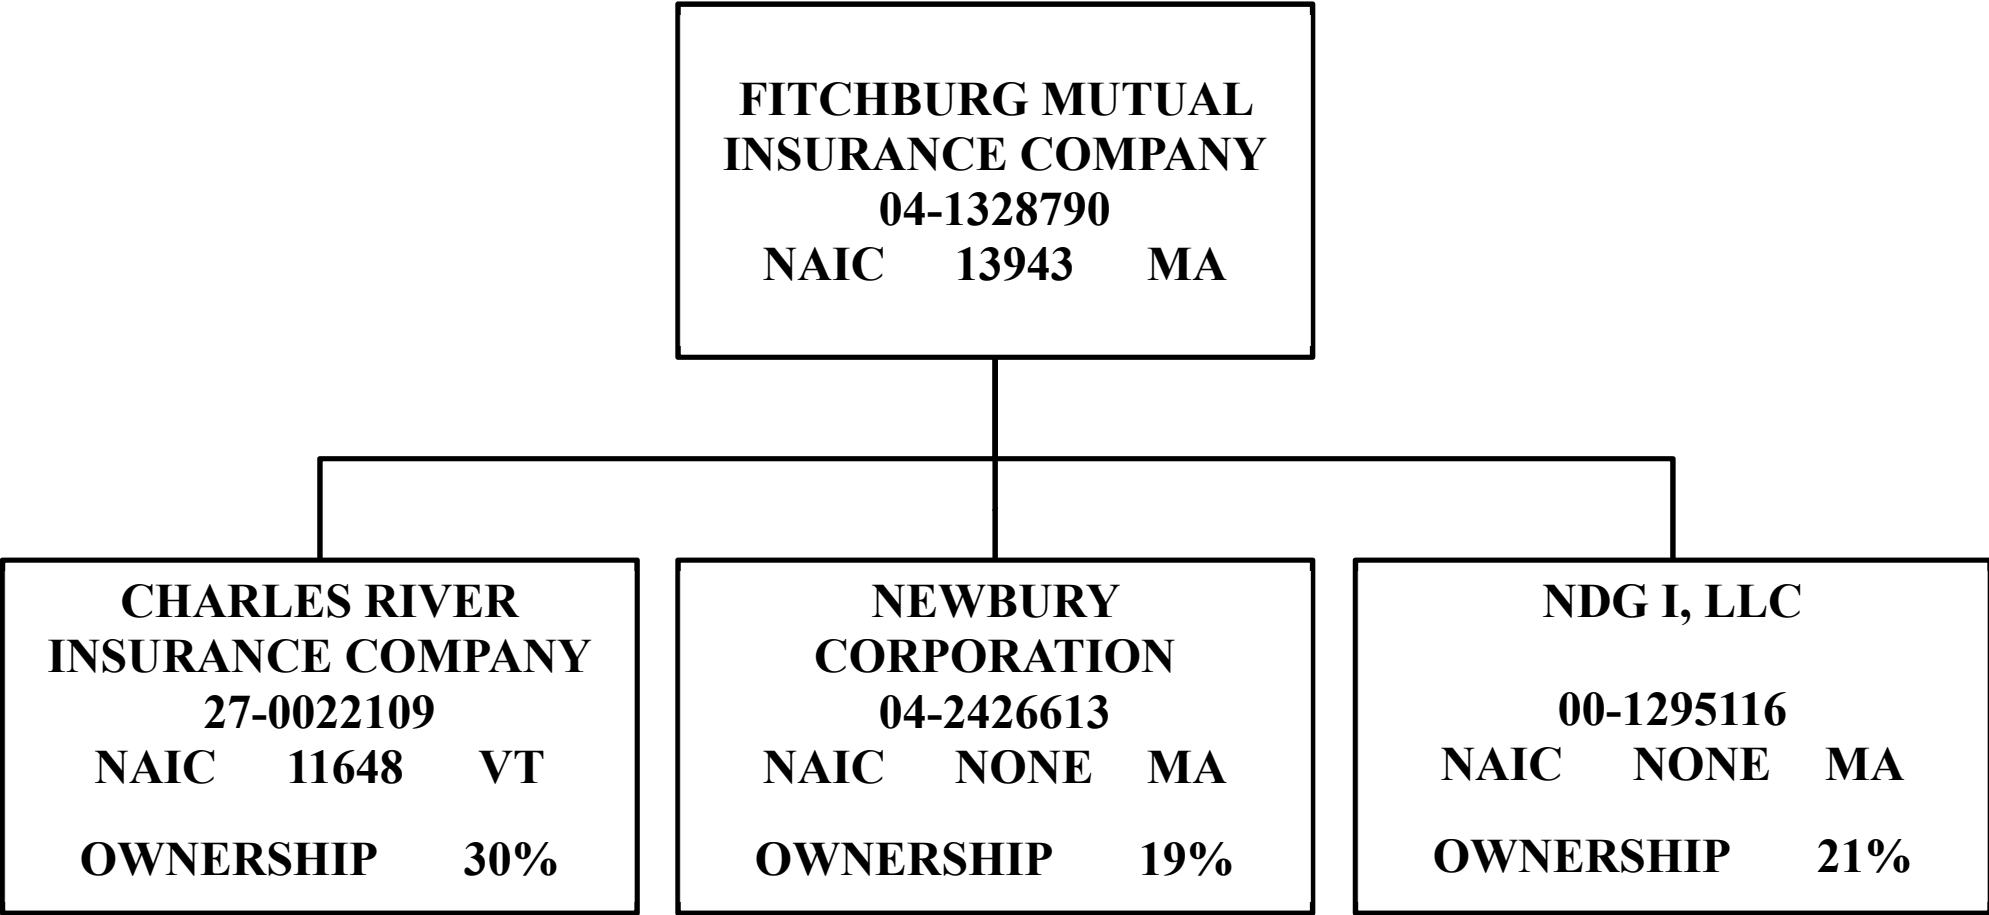 FITCHBURG MUTUAL
INSURANCE COMPANY
04-1328790
NAIC 13943 MA
CHARLES RIVER
INSURANCE COMPANY
27-0022109
NAIC 11648 VT
OWNERSHIP 30%
NEWBURY
CORPORATION
04-2426613
NAIC NONE MA
OWNERSHIP 19%
NDG I, LLC
00-1295116
NAIC NONE MA
OWNERSHIP 21%